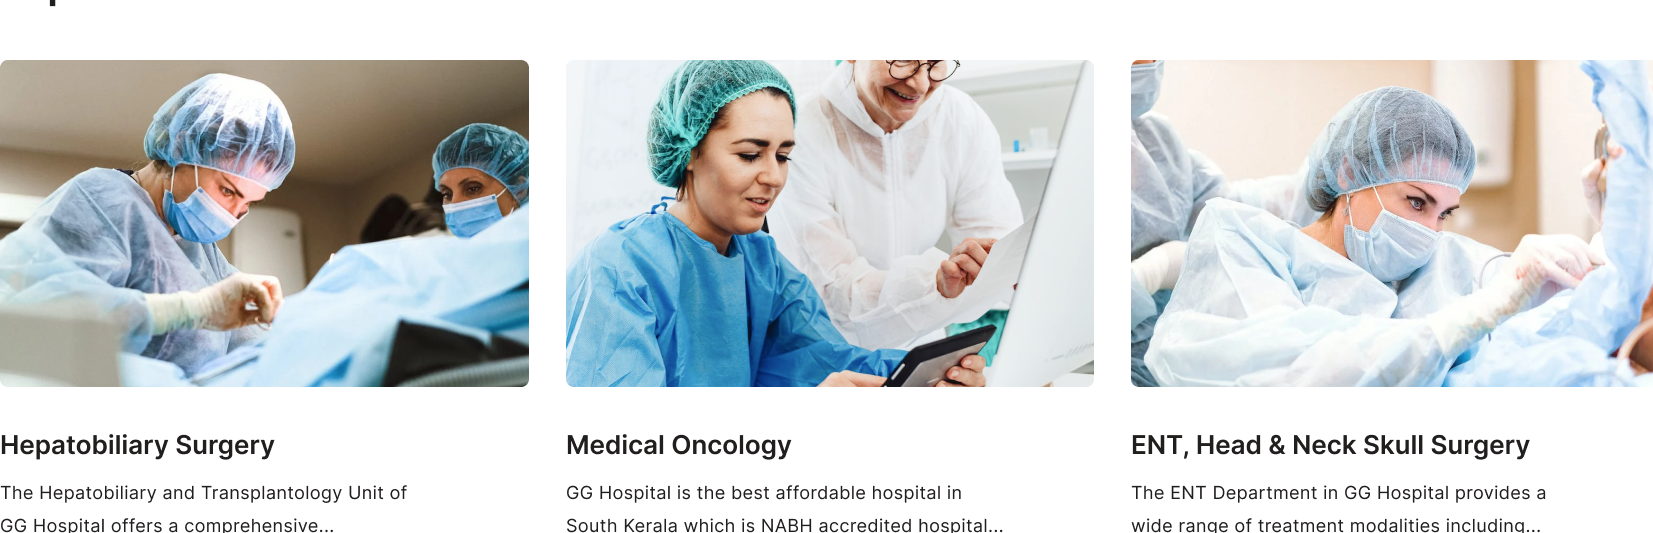 Hepatobiliary Surgery
The Hepatobiliary and Transplantology Unit of
GG Hospital offers a comprehensive...
Medical Oncology
GG Hospital is the best affordable hospital in
South Kerala which is NABH accredited hospital...
ENT, Head & Neck Skull Surgery
The ENT Department in GG Hospital provides a
wide range of treatment modalities including...